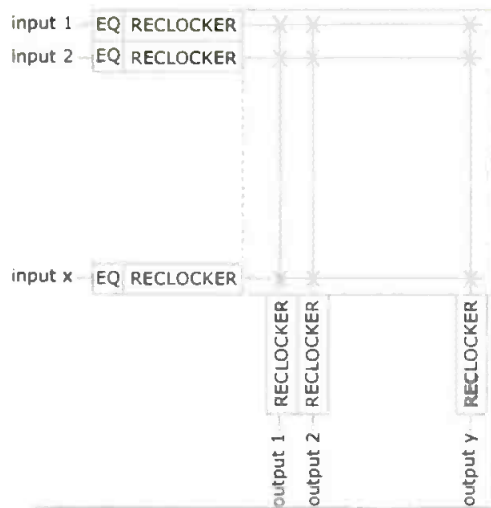 input 1 EQ RECLOCKER
input 2 EQ RECLOCKER
input x EQ RECLOCKER
RECLOCKER
RECLOCKER
RECLOCKER
output 1
output 2
output y